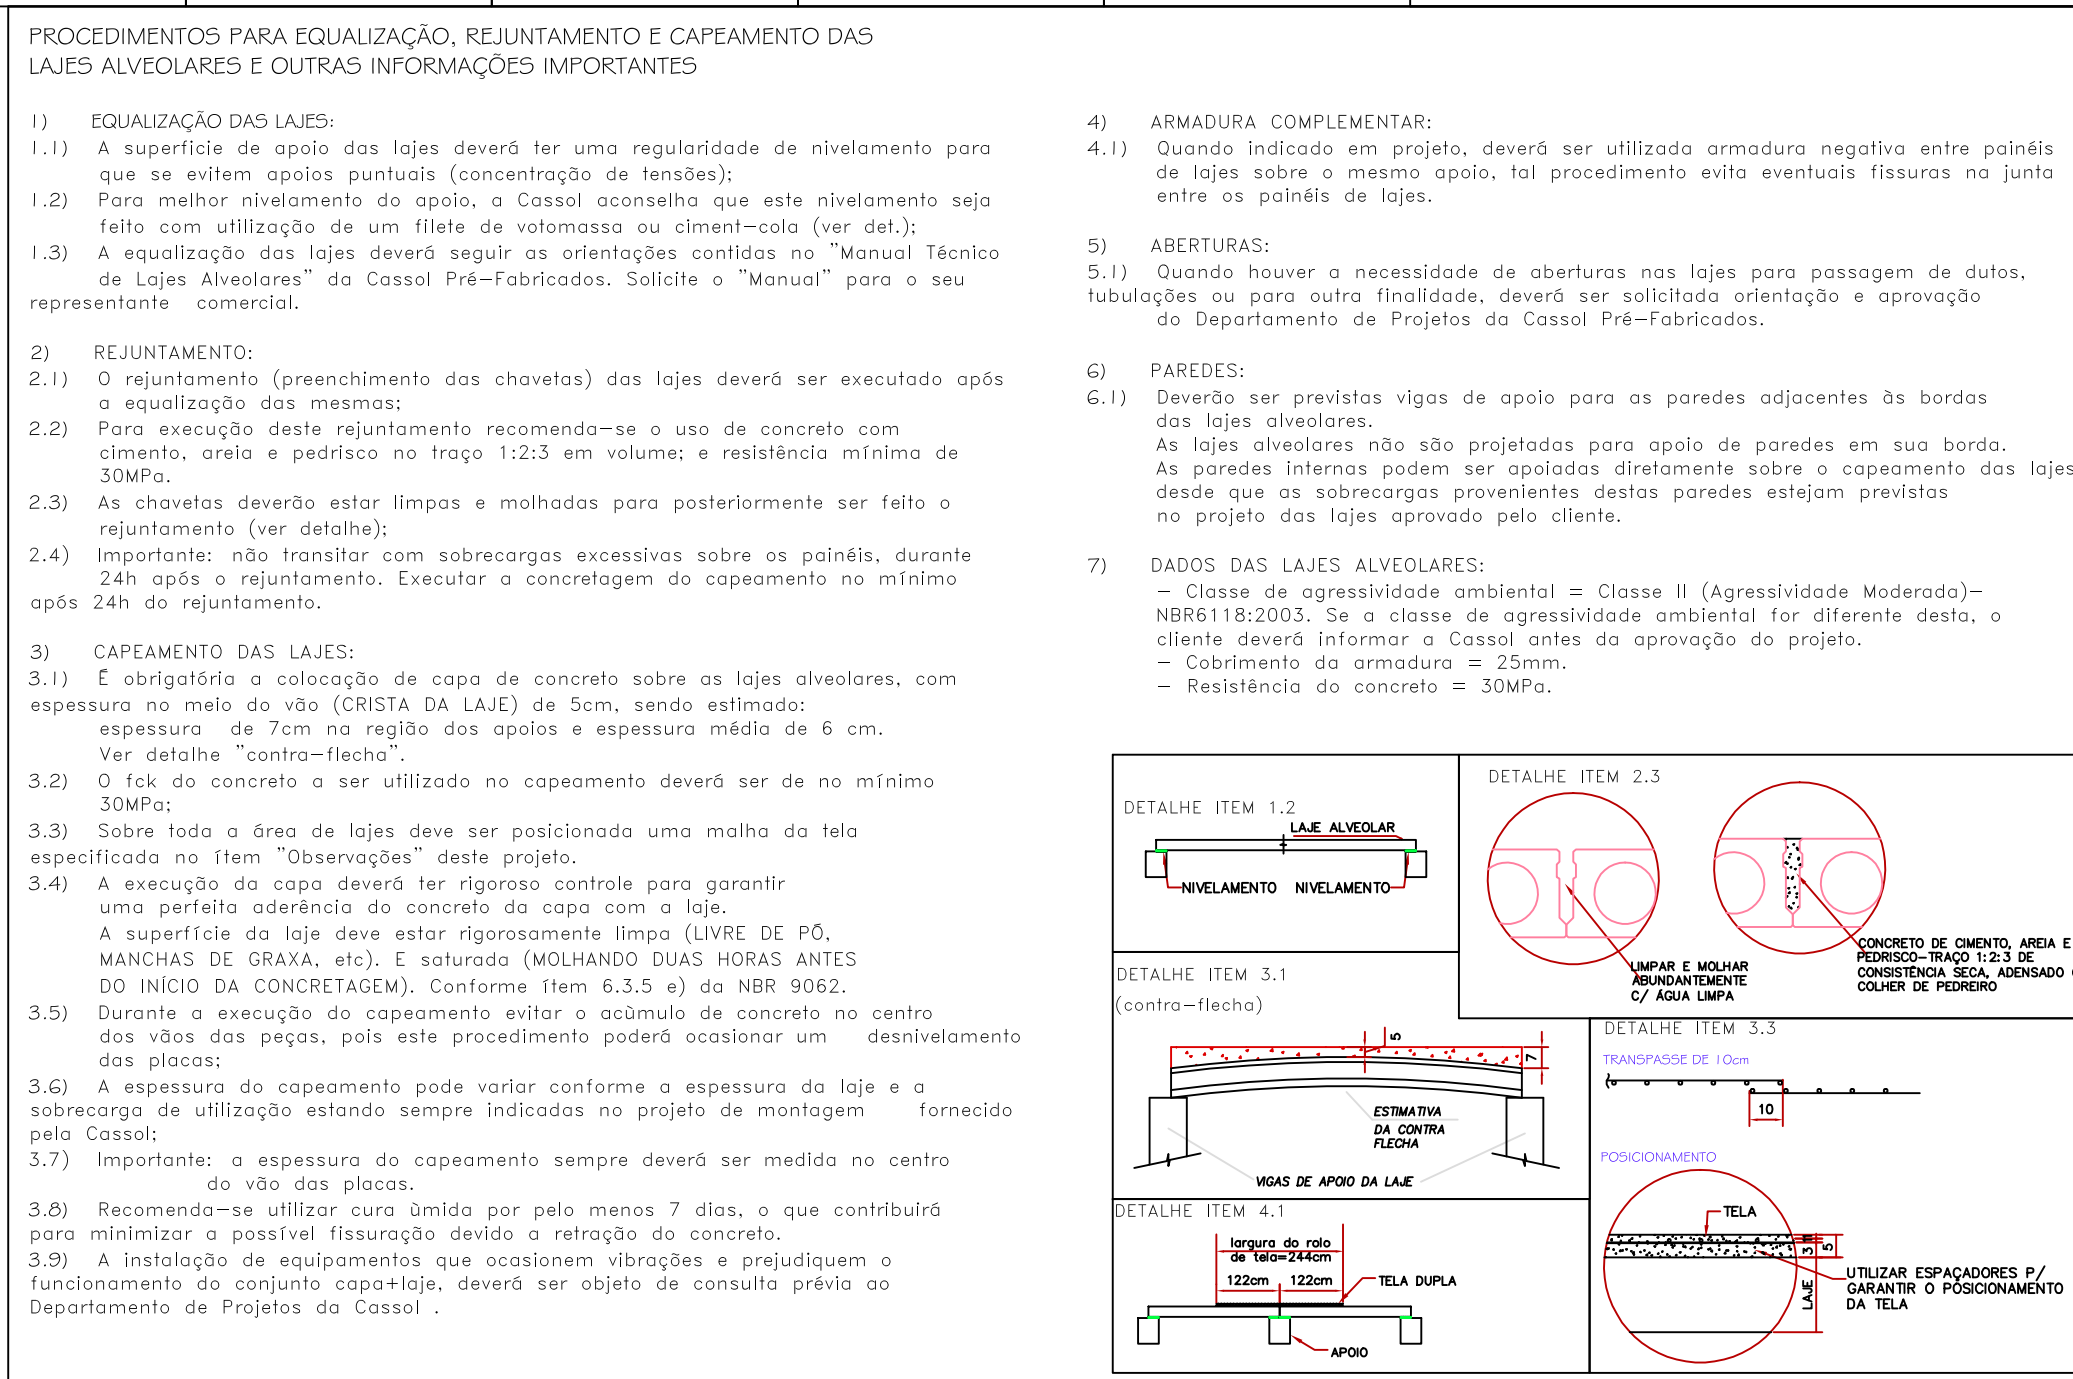 PROCEDIMENTOS PARA EQUALIZAÇÃO, REJUNTAMENTO E CAPEAMENTO DAS
LAJES ALVEOLARES E OUTRAS INFORMAÇÕES IMPORTANTES
1) EQUALIZAÇÃO DAS LAJES:
1.1) A superficie de apoio das lajes deverá ter uma regularidade de nivelamento para
que se evitem apoios puntuais (concentração de tensões);
1.2) Para melhor nivelamento do apoio, a Cassol aconselha que este nivelamento seja
feito com utilização de um filete de votomassa ou ciment-cola (ver det.);
1.3) A equalização das lajes deverá seguir as orientações contidas no "Manual Técnico
de Lajes Alveolares" da Cassol Pré-Fabricados. Solicite o "Manual" para o seu
representante comercial.
2) REJUNTAMENTO:
2.1) O rejuntamento (preenchimento das chavetas) das lajes deverá ser executado após
a equalização das mesmas;
2.2) Para execução deste rejuntamento recomenda-se o uso de concreto com
cimento, areia e pedrisco no traço 1:2:3 em volume; e resistência mínima de
30MPa.
2.3) As chavetas deverão estar limpas e molhadas para posteriormente ser feito o
rejuntamento (ver detalhe);
2.4) Importante: não transitar com sobrecargas excessivas sobre os painéis, durante
24h após o rejuntamento. Executar a concretagem do capeamento no mínimo
após 24h do rejuntamento.
3) CAPEAMENTO DAS LAJES:
3.1) É obrigatória a colocação de capa de concreto sobre as lajes alveolares, com
espessura no meio do vão (CRISTA DA LAJE) de 5cm, sendo estimado:
espessura de 7cm na região dos apoios e espessura média de 6 cm.
Ver detalhe "contra-flecha".
3.2) O fck do concreto a ser utilizado no capeamento deverá ser de no mínimo
30MPa;
3.3) Sobre toda a área de lajes deve ser posicionada uma malha da tela
especificada no ítem "Observações" deste projeto.
3.4) A execução da capa deverá ter rigoroso controle para garantir
uma perfeita aderência do concreto da capa com a laje.
A superfície da laje deve estar rigorosamente limpa (LIVRE DE PÕ,
MANCHAS DE GRAXA, etc). E saturada (MOLHANDO DUAS HORAS ANTES
DO INÍCIO DA CONCRETAGEM). Conforme ítem 6.3.5 e) da NBR 9062.
3.5) Durante a execução do capeamento evitar o acùmulo de concreto no centro
dos vãos das peças, pois este procedimento poderá ocasionar um desnivelamento
das placas;
3.6) A espessura do capeamento pode variar conforme a espessura da laje e a
sobrecarga de utilização estando sempre indicadas no projeto de montagem fornecido
pela Cassol;
3.7) Importante: a espessura do capeamento sempre deverá ser medida no centro
do vão das placas.
3.8) Recomenda-se utilizar cura ùmida por pelo menos 7 dias, o que contribuirá
para minimizar a possível fissuração devido a retração do concreto.
3.9) A instalação de equipamentos que ocasionem vibrações e prejudiquem o
funcionamento do conjunto capa+laje, deverá ser objeto de consulta prévia ao
Departamento de Projetos da Cassol .
4) ARMADURA COMPLEMENTAR:
4.1) Quando indicado em projeto, deverá ser utilizada armadura negativa entre painéis
de lajes sobre o mesmo apoio, tal procedimento evita eventuais fissuras na junta
entre os painéis de lajes.
5) ABERTURAS:
5.1) Quando houver a necessidade de aberturas nas lajes para passagem de dutos,
tubulações ou para outra finalidade, deverá ser solicitada orientação e aprovação
do Departamento de Projetos da Cassol Pré-Fabricados.
6) PAREDES:
6.1) Deverão ser previstas vigas de apoio para as paredes adjacentes às bordas
das lajes alveolares.
As lajes alveolares não são projetadas para apoio de paredes em sua borda.
As paredes internas podem ser apoiadas diretamente sobre o capeamento das lajes
desde que as sobrecargas provenientes destas paredes estejam previstas
no projeto das lajes aprovado pelo cliente.
7) DADOS DAS LAJES ALVEOLARES:
- Classe de agressividade ambiental = Classe II (Agressividade Moderada)-
NBR6118:2003. Se a classe de agressividade ambiental for diferente desta, o
cliente deverá informar a Cassol antes da aprovação do projeto.
- Cobrimento da armadura = 25mm.
- Resistência do concreto = 30MPa.
DETALHE ITEM 1.2
LAJE ALVEOLAR
NIVELAMENTO NIVELAMENTO
DETALHE ITEM 2.3
LIMPAR E MOLHAR
ABUNDANTEMENTE
C/ ÁGUA LIMPA
CONCRETO DE CIMENTO, AREIA E
PEDRISCO-TRAÇO 1:2:3 DE
CONSISTÊNCIA SECA, ADENSADO
COLHER DE PEDREIRO
DETALHE ITEM 3.1
(contra-flecha)
5
7
ESTIMATIVA
DA CONTRA
FLECHA
VIGAS DE APOIO DA LAJE
DETALHE ITEM 3.3
TRANSPASSE DE 10cm
10
POSICIONAMENTO
TELA
3
5
LAJE
UTILIZAR ESPAÇADORES P/
GARANTIR O POSICIONAMENTO
DA TELA
DETALHE ITEM 4.1
largura do rolo
de tela=244cm
122cm 122cm
TELA DUPLA
APOIO